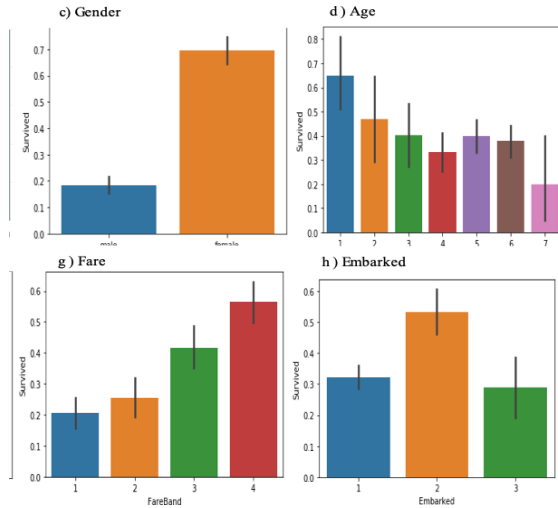 c) Gender
0.7
0.6
0.5
0.4
0.3
0.2
0.1
0.0
Survived
male
female
d ) Age
0.8
0.7
0.6
0.5
0.4
0.3
0.2
0.1
0.0
Survived
1 2 3 4 5 6 7
g ) Fare
0.6
0.5
0.4
0.3
0.2
0.1
0.0
Survived
1 2 3 4
FareBand
h ) Embarked
0.6
0.5
0.4
0.3
0.2
0.1
0.0
Survived
1 2 3
Embarked